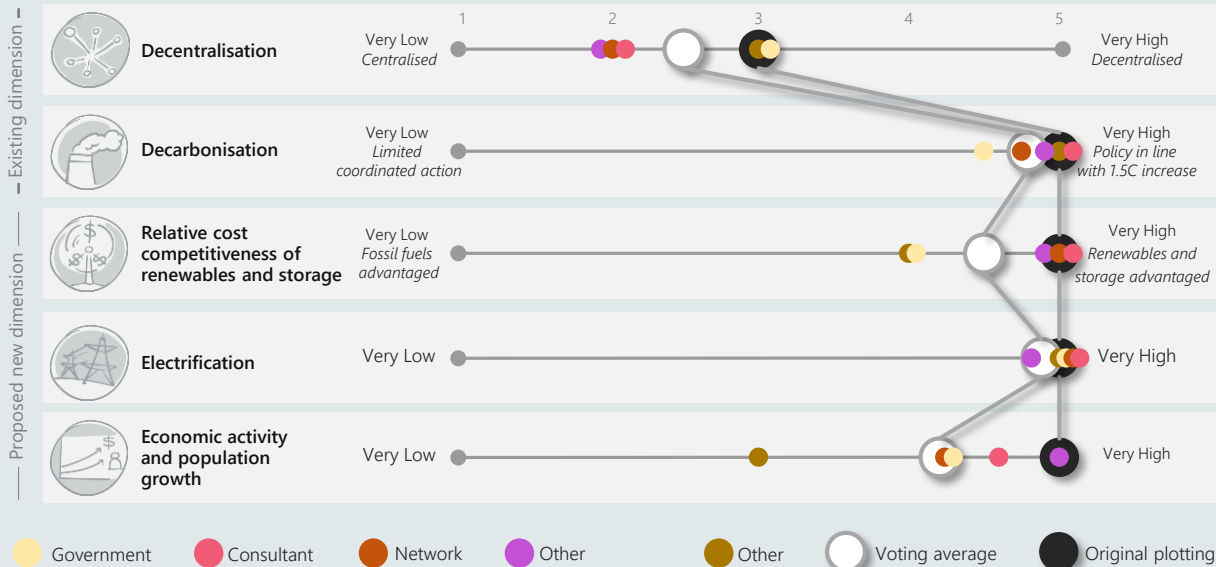 1 2 3 4 5
Existing dimension
Decentralisation
Very Low
Centralised
Very High
Decentralised
Decarbonisation
Very Low
Limited
coordinated action
Very High
Policy in line
with 1.5C increase
Proposed new dimension
$
Relative cost
competitiveness of
renewables and storage
Very Low
Fossil fuels
advantaged
Very High
Renewables and
storage advantaged
Electrification
Very Low
Very High
$
Economic activity
and population
growth
Very Low
Very High
Government
Consultant
Network
Other
Other
Voting average
Original plotting